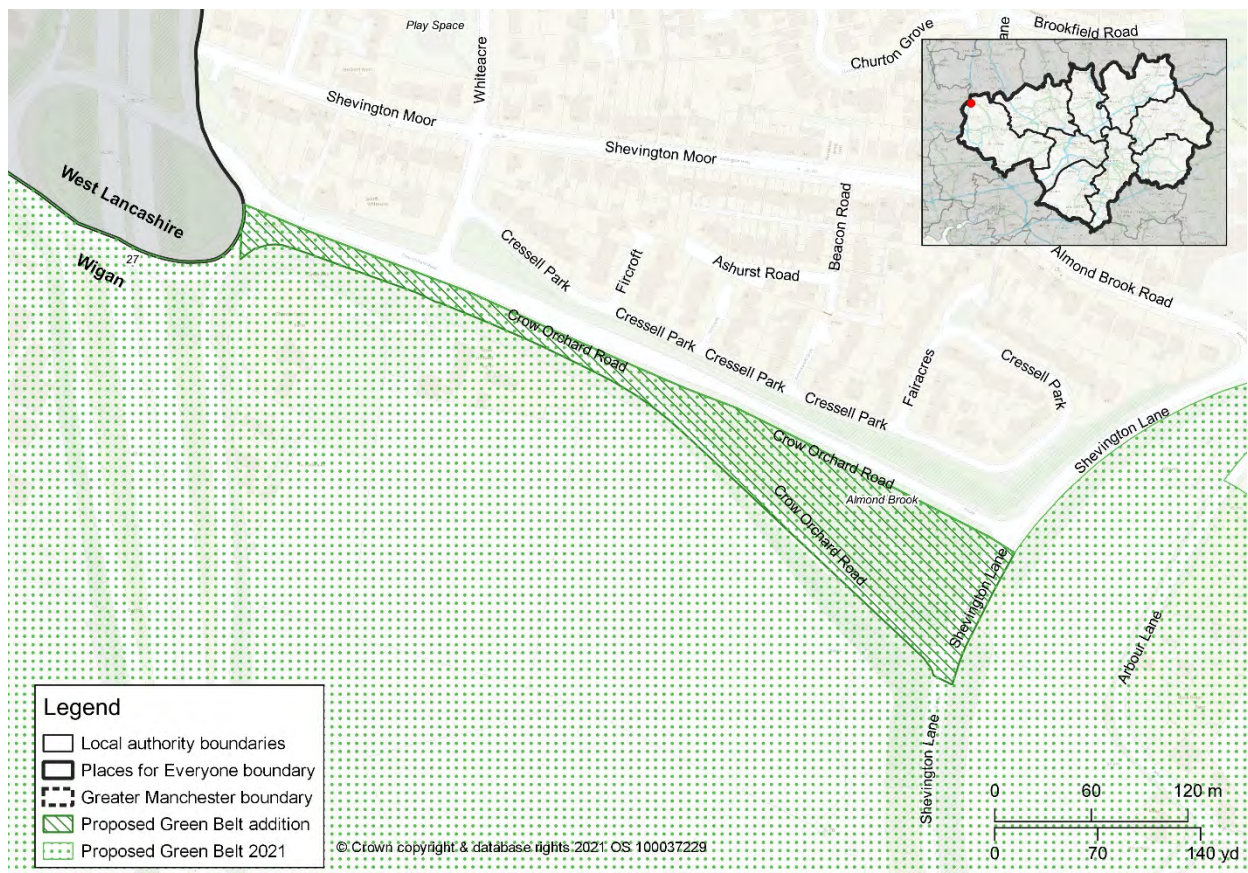 Play Space
Whiteacre
Churton Grove
Lane
Brookfield Road
Shevington Moor
Shevington Moor
West Lancashire
27
Wigan
Cressell Park
Fircroft
Ashurst Road
Beacon Road
Almond Brook Road
Crow Orchard Road
Cressell Park
Cressell Park
Cressell Park
Fairacres
Cressell Park
Shevington Lane
Crow Orchard Road
Almond Brook
Crow Orchard Road
Shevington Lane
Arbour Lane
Shevington Lane
Legend
Local authority boundaries
Places for Everyone boundary
Greater Manchester boundary
Proposed Green Belt addition
Proposed Green Belt 2021
© Crown copyright & database rights 2021 OS 100037229
0 60 120 m
0 70 140 yd